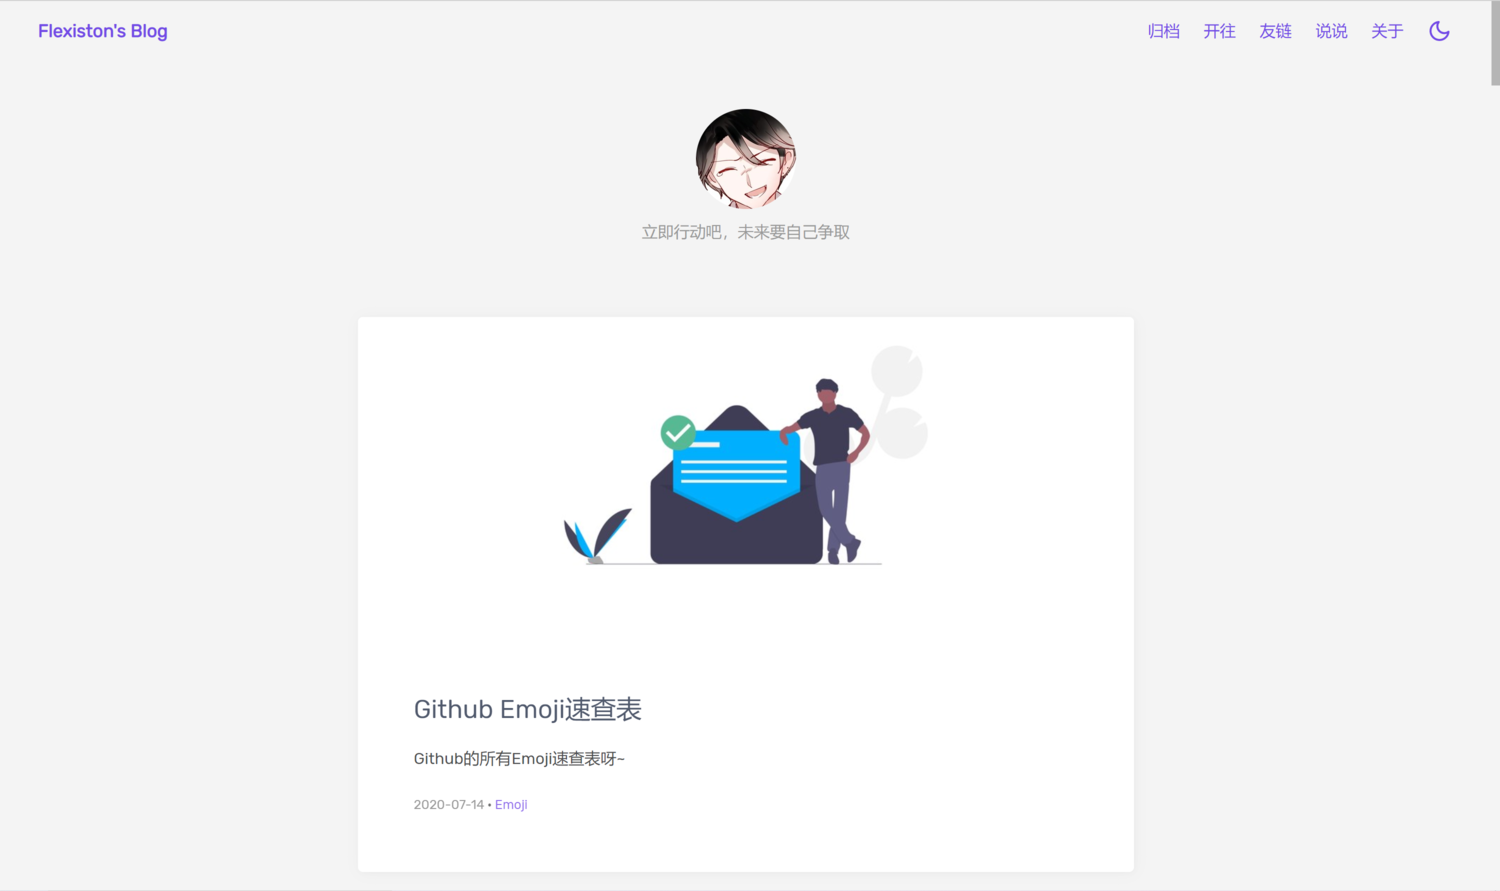 Flexiston's Blog
归档 开往 友链 说说 关于
立即行动吧，未来要自己争取
Github Emoji速查表
Github的所有Emoji速查表呀~
2020-07-14 • Emoji